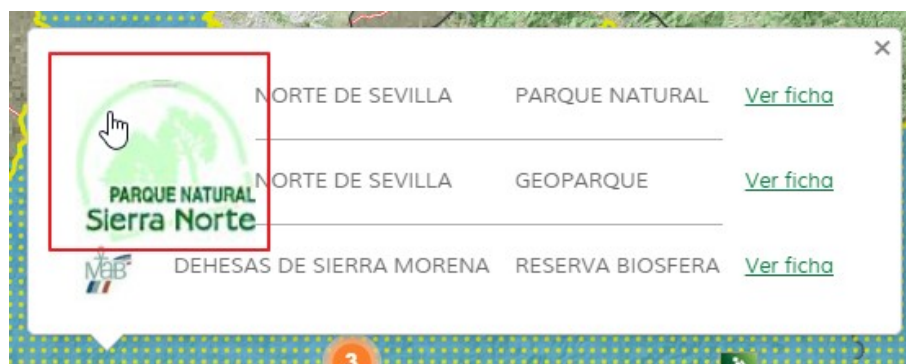 NORTE DE SEVILLA PARQUE NATURAL Ver ficha
PARQUE NATURAL
Sierra Norte
NORTE DE SEVILLA GEOPARQUE Ver ficha
MaB DEHESAS DE SIERRA MORENA RESERVA BIOSFERA Ver ficha
3